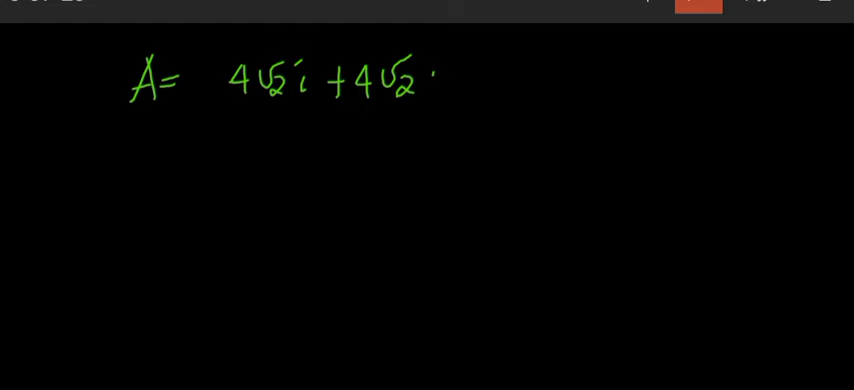 A = 4√2 i + 4√2